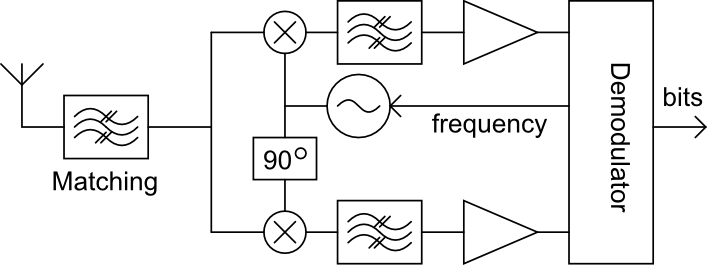 Matching
90°
frequency
Demodulator
bits